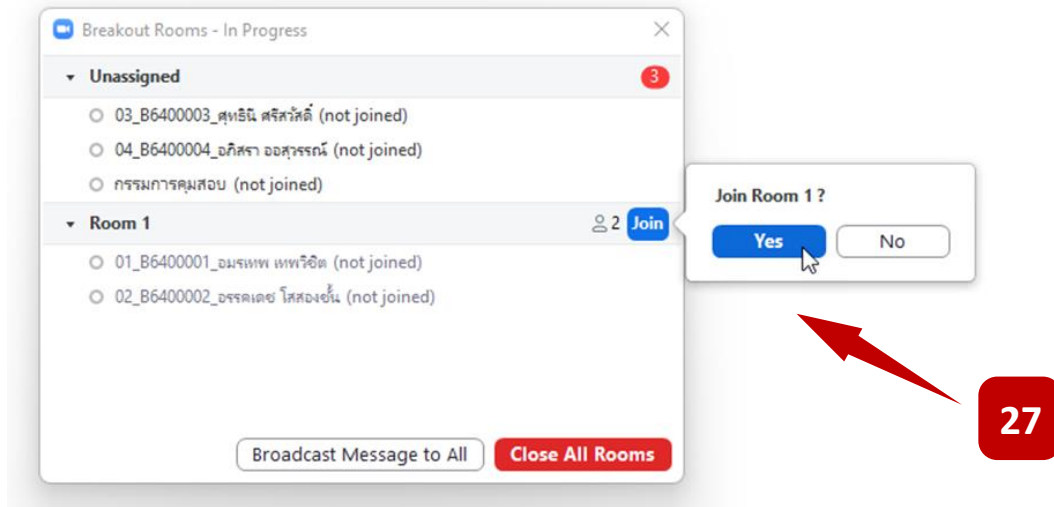 Breakout Rooms - In Progress
Unassigned
3
03_B6400003_สุทธินิ ศรีสวัสดิ์ (not joined)
04_B6400004_อภิสรา ออสุวรรณ์ (not joined)
กรรมการคุมสอบ (not joined)
Room 1
2 Join
01_B6400001_อมรเทพ เทพวิชิต (not joined)
02_B6400002_อรรคเดช โสสองชั้น (not joined)
Broadcast Message to All
Close All Rooms
Join Room 1 ?
Yes
No
27